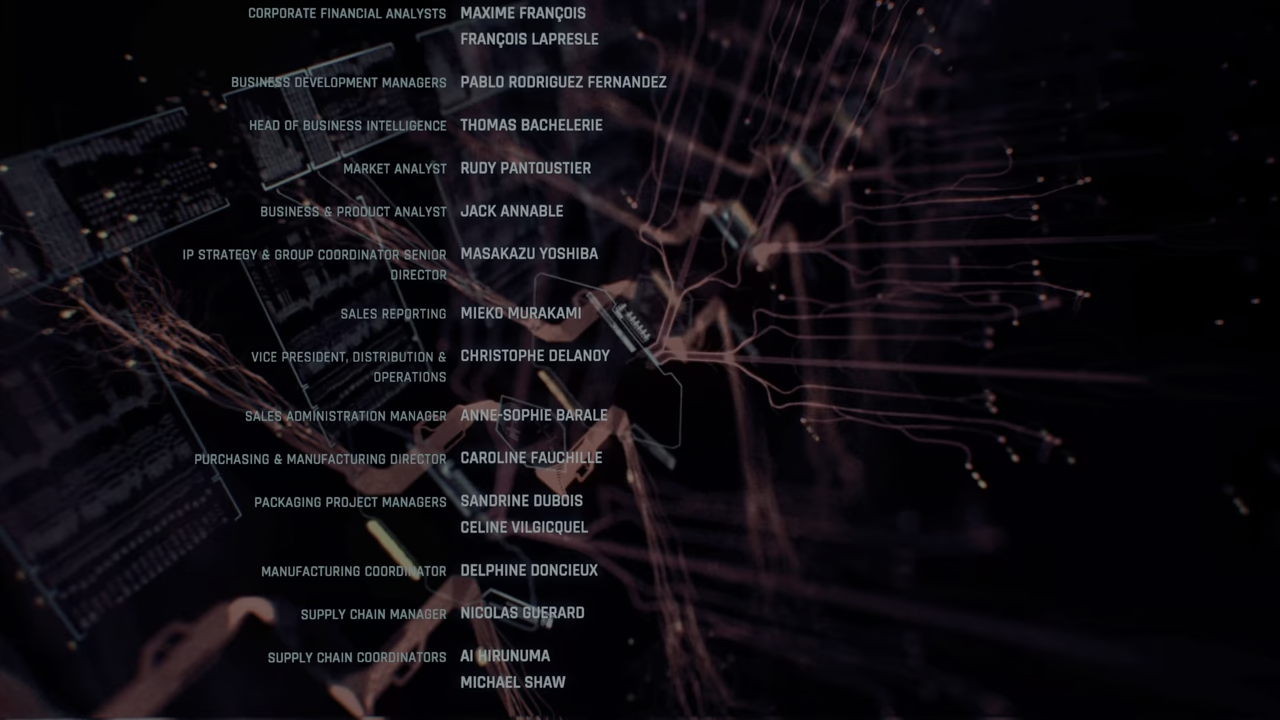 CORPORATE FINANCIAL ANALYSTS MAXIME FRANÇOIS
FRANÇOIS LAPRESLE
BUSINESS DEVELOPMENT MANAGERS PABLO RODRIGUEZ FERNANDEZ
HEAD OF BUSINESS INTELLIGENCE THOMAS BACHELERIE
MARKET ANALYST RUDY PANTOUSTIER
BUSINESS & PRODUCT ANALYST JACK ANNABLE
IP STRATEGY & GROUP COORDINATOR SENIOR MASAKAZU YOSHIBA
DIRECTOR
SALES REPORTING MIEKO MURAKAMI
VICE PRESIDENT, DISTRIBUTION & CHRISTOPHE DELANOY
OPERATIONS
SALES ADMINISTRATION MANAGER ANNE-SOPHIE BARALE
PURCHASING & MANUFACTURING DIRECTOR CAROLINE FAUCHILLE
PACKAGING PROJECT MANAGERS SANDRINE DUBOIS
CELINE VILGICQUEL
MANUFACTURING COORDINATOR DELPHINE DONCIEUX
SUPPLY CHAIN MANAGER NICOLAS GUERARD
SUPPLY CHAIN COORDINATORS AI HIRUNUMA
MICHAEL SHAW